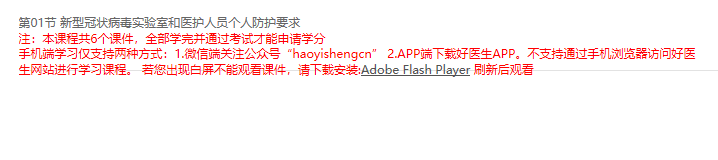 第01节 新型冠状病毒实验室和医护人员个人防护要求
注：本课程共6个课件，全部学完并通过考试才能申请学分
手机端学习仅支持两种方式：1.微信端关注公众号“haoyishengcn” 2.APP端下载好医生APP。不支持通过手机浏览器访问好医
生网站进行学习课程。 若您出现白屏不能观看课件，请下载安装:Adobe Flash Player 刷新后观看